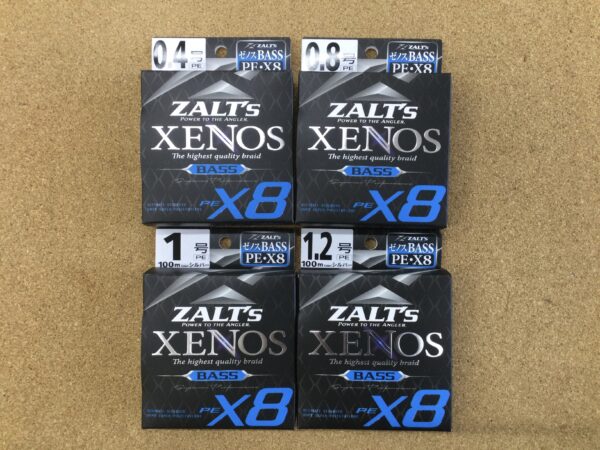 0.4号
PE
ZALT'S
ゼノスBASS
PE・X8
ZALT's
POWER TO THE ANGLER
XENOS
The highest quality braid
BASS
PE X8
0.8号
PE
ZALT'S
ゼノスBASS
PE・X8
ZALT's
POWER TO THE ANGLER
XENOS
The highest quality braid
BASS
PE X8
1号
PE
100m シルバー
ZALT'S
ゼノスBASS
PE・X8
ZALT's
POWER TO THE ANGLER
XENOS
The highest quality braid
BASS
PE X8
1.2号
PE
100m シルバー
ZALT'S
ゼノスBASS
PE・X8
ZALT's
POWER TO THE ANGLER
XENOS
The highest quality braid
BASS
PE X8